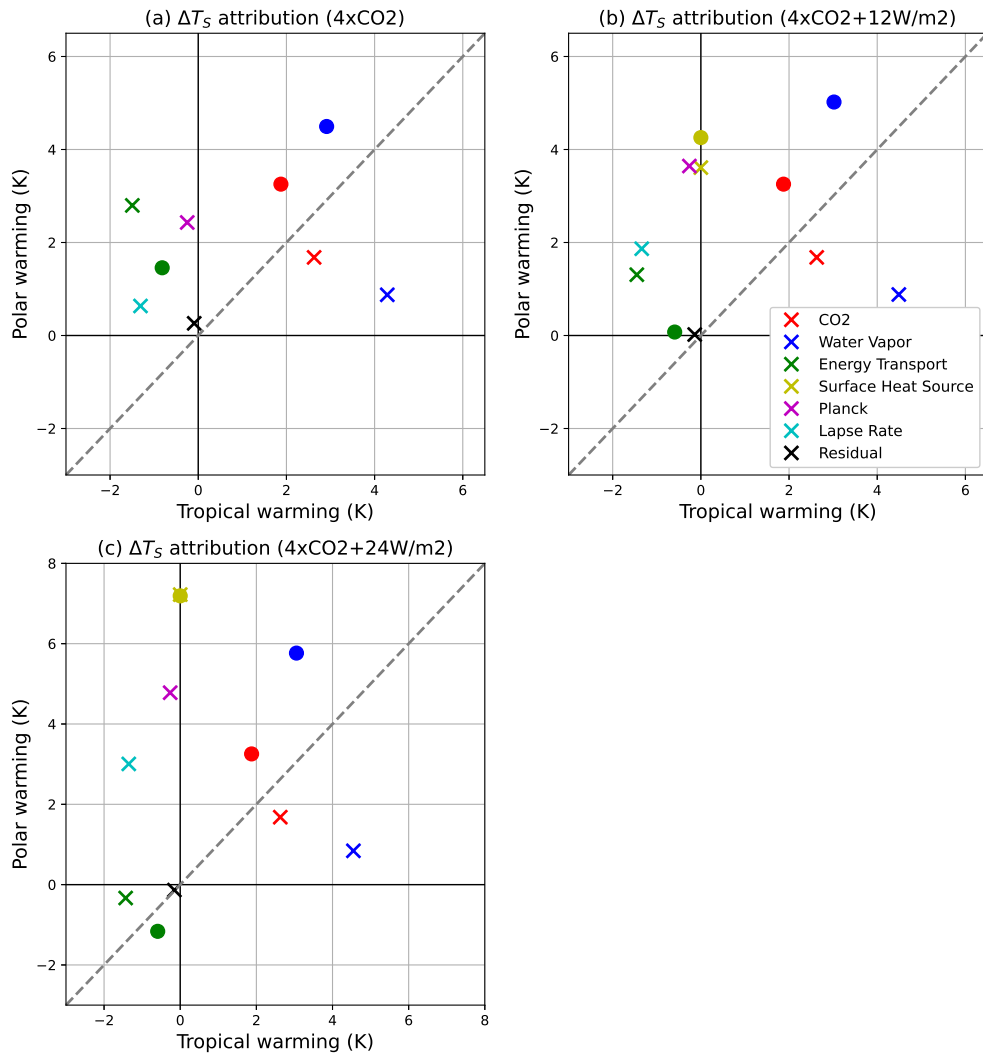 (a) ΔT_S attribution (4xCO2)
Polar warming (K)
6
4
2
0
−2
−2
0
2
4
6
Tropical warming (K)
(b) ΔT_S attribution (4xCO2+12W/m2)
Polar warming (K)
6
4
2
0
−2
CO2
Water Vapor
Energy Transport
Surface Heat Source
Planck
Lapse Rate
Residual
−2
0
2
4
6
Tropical warming (K)
(c) ΔT_S attribution (4xCO2+24W/m2)
Polar warming (K)
8
6
4
2
0
−2
−2
0
2
4
6
8
Tropical warming (K)